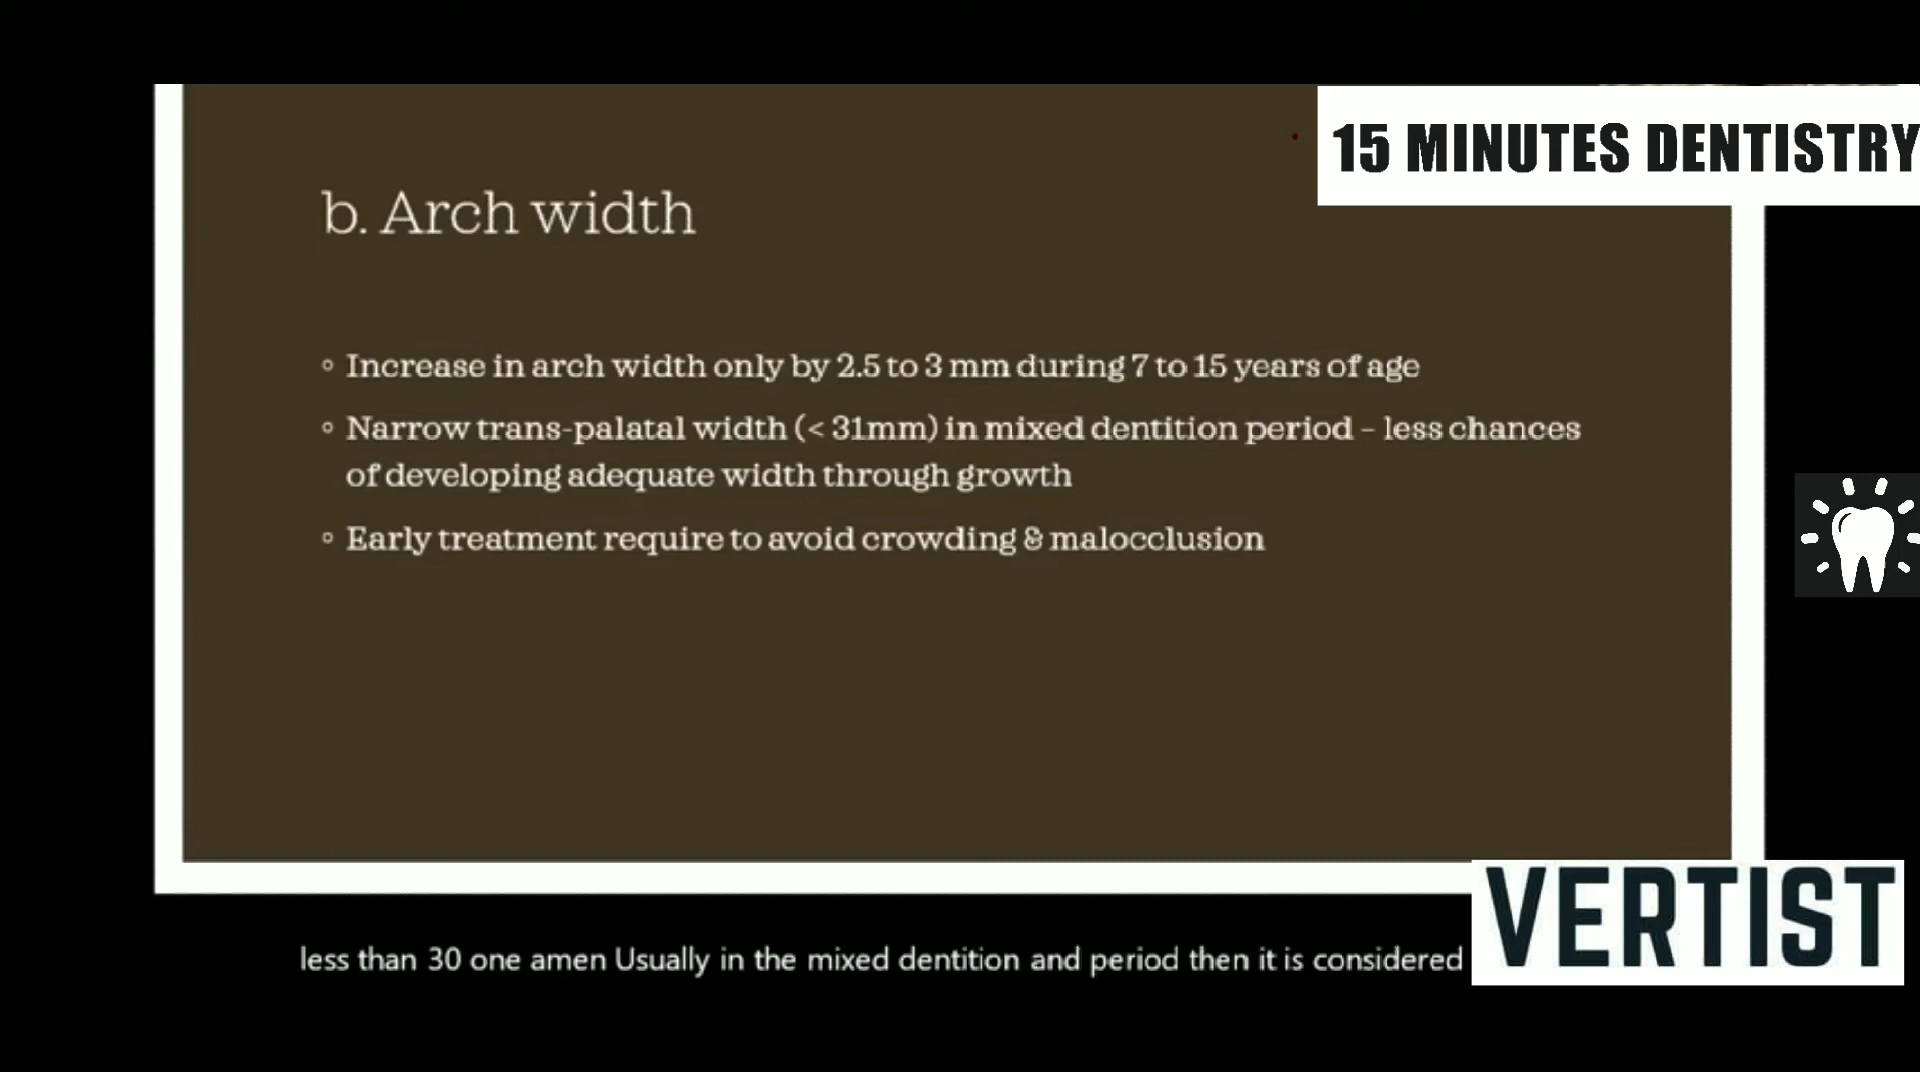 15 MINUTES DENTISTRY
b. Arch width
◦ Increase in arch width only by 2.5 to 3 mm during 7 to 15 years of age
◦ Narrow trans-palatal width (< 31mm) in mixed dentition period – less chances
of developing adequate width through growth
◦ Early treatment require to avoid crowding & malocclusion
VERTIST
less than 30 one amen Usually in the mixed dentition and period then it is considered